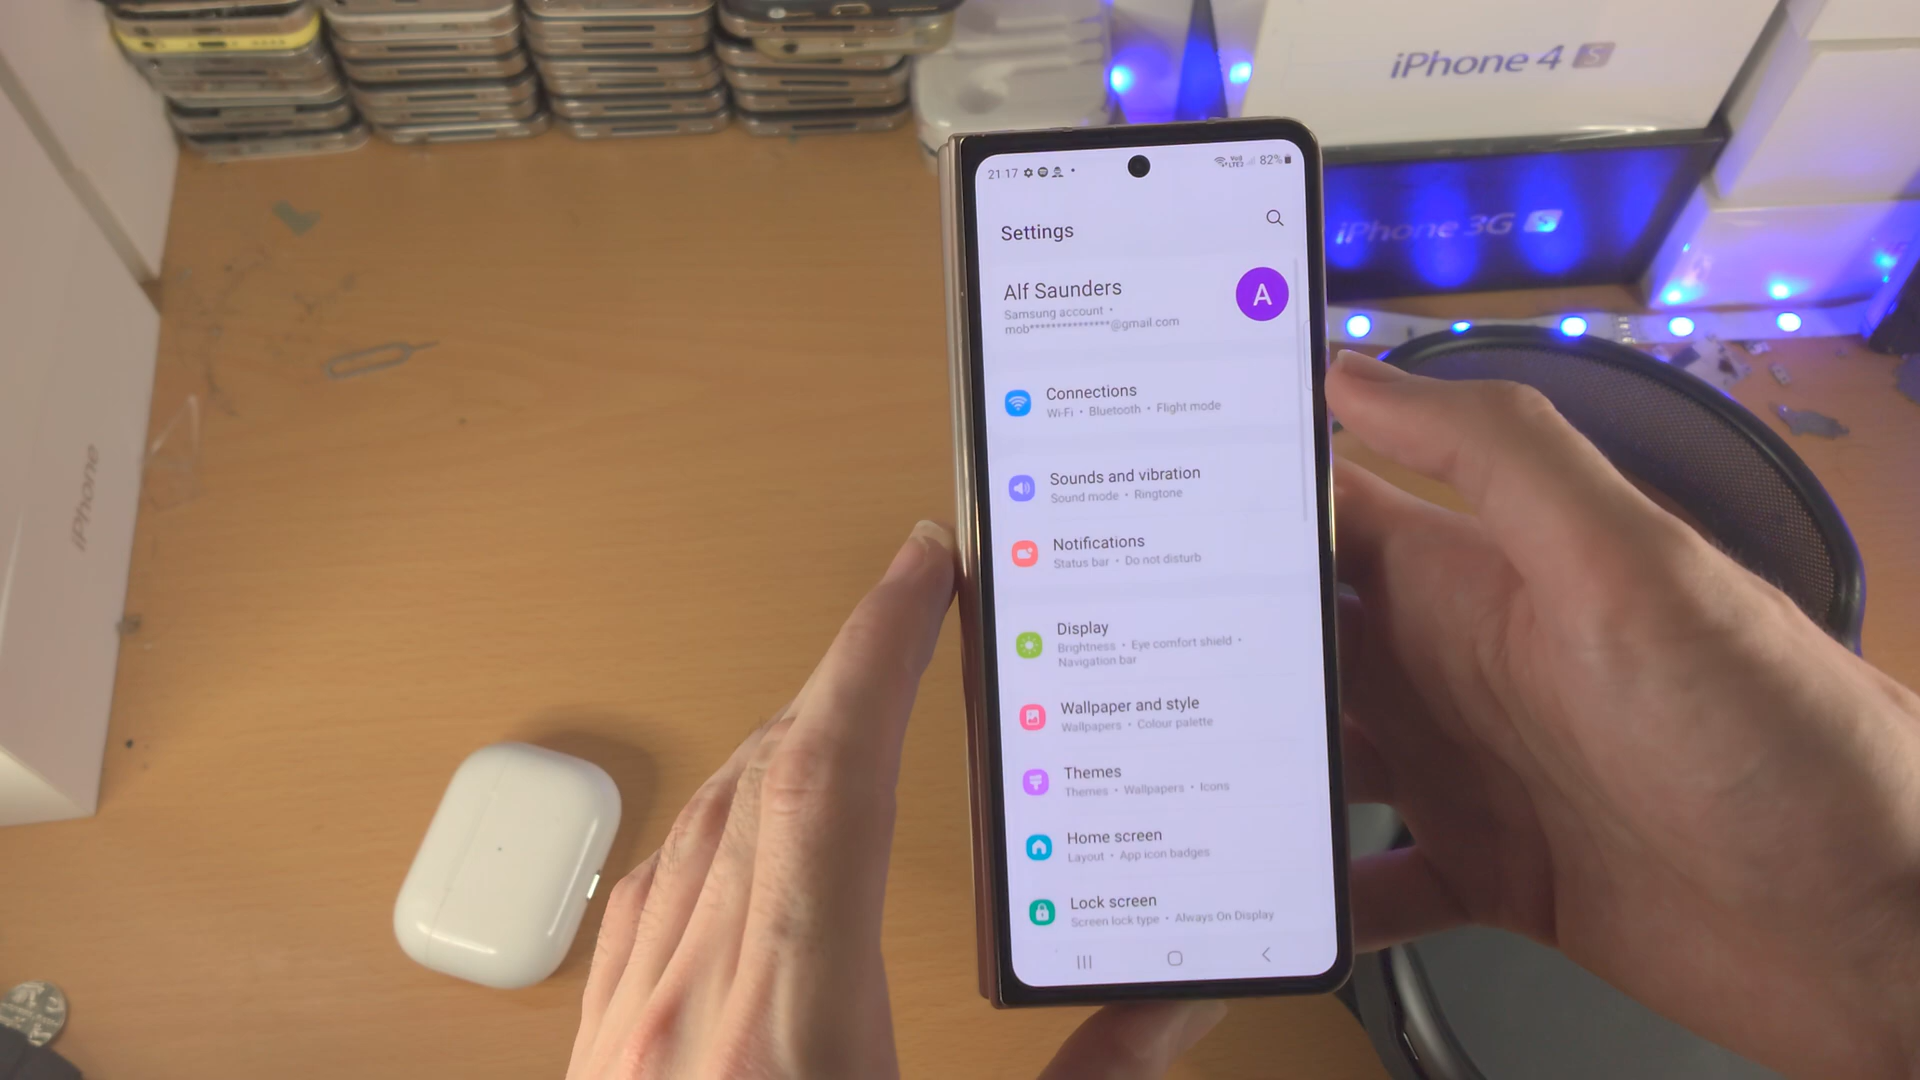 iPhone 4 S
iPhone 3G S
iPhone
21:17
VoLTE2 82%
Settings
Alf Saunders
Samsung account •
mob***************@gmail.com
A
Connections
Wi-Fi • Bluetooth • Flight mode
Sounds and vibration
Sound mode • Ringtone
Notifications
Status bar • Do not disturb
Display
Brightness • Eye comfort shield •
Navigation bar
Wallpaper and style
Wallpapers • Colour palette
Themes
Themes • Wallpapers • Icons
Home screen
Layout • App icon badges
Lock screen
Screen lock type • Always On Display